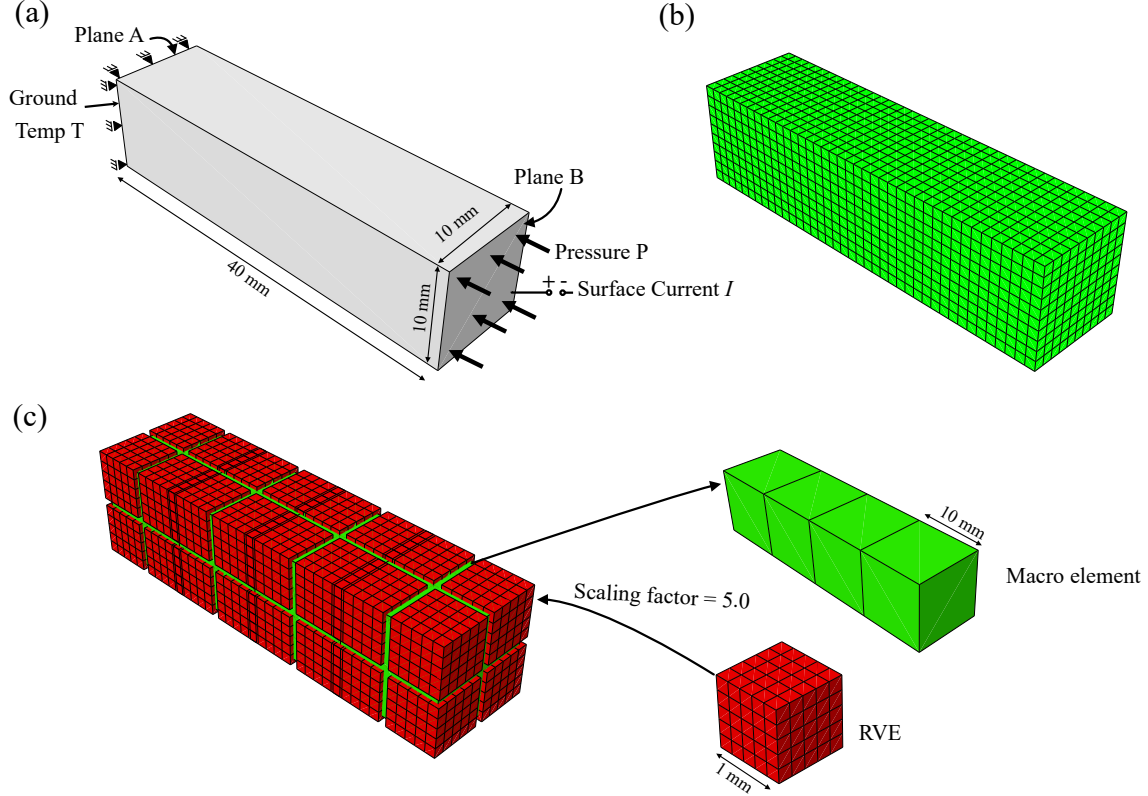 (a)
Plane A
Ground
Temp T
40 mm
10 mm
10 mm
Plane B
Pressure P
+ -
Surface Current I
(b)
(c)
Scaling factor = 5.0
10 mm
Macro element
RVE
1 mm